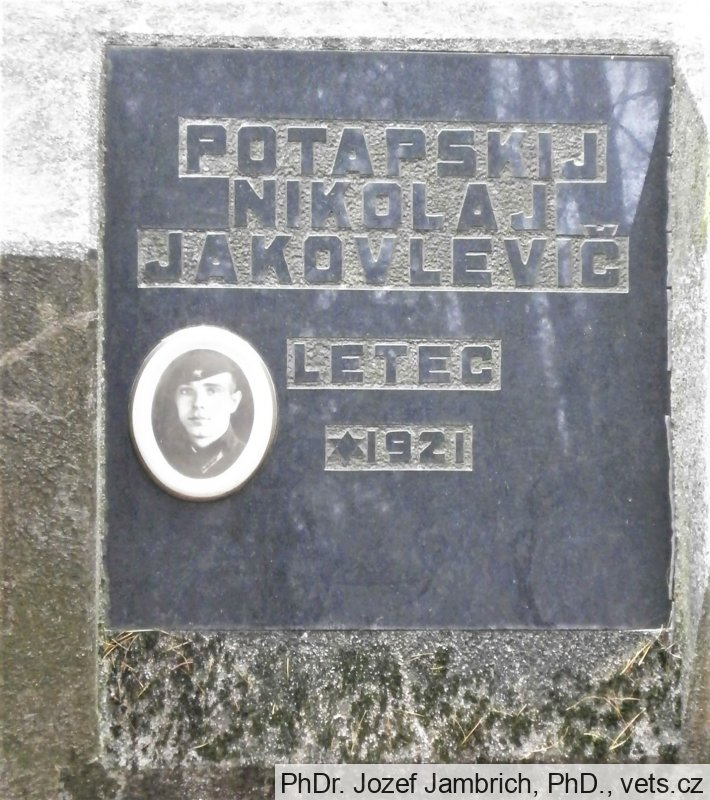 POTAPSKIJ
NIKOLAJ
JAKOVLEVIČ
LETEC
*1921
PhDr. Jozef Jambrich, PhD., vets.cz